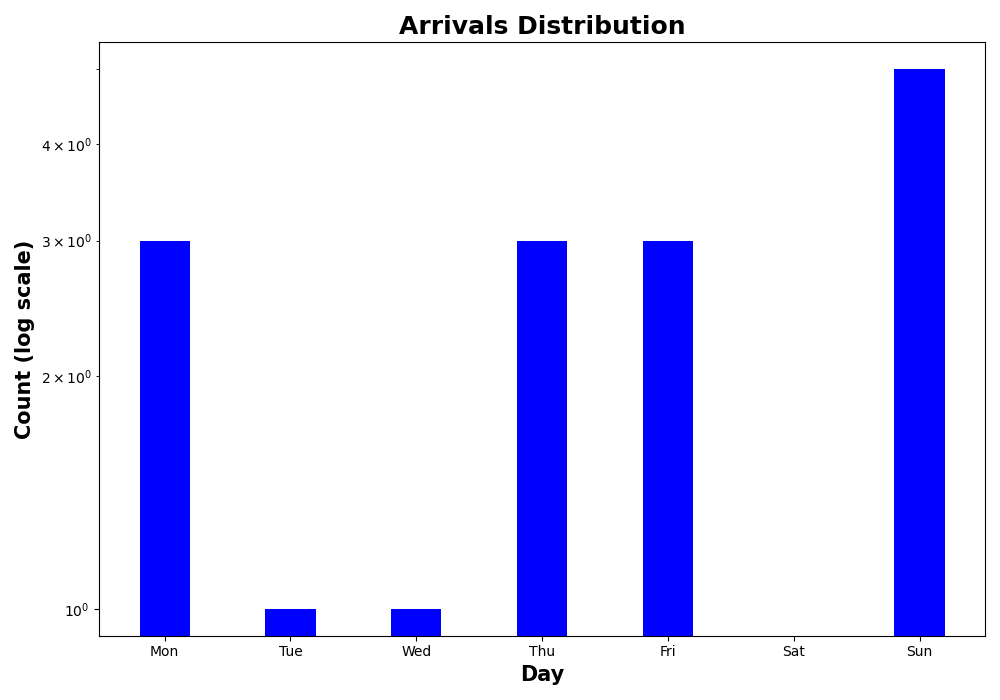 Arrivals Distribution
Count (log scale)
4 × 10⁰
3 × 10⁰
2 × 10⁰
10⁰
Mon Tue Wed Thu Fri Sat Sun
Day